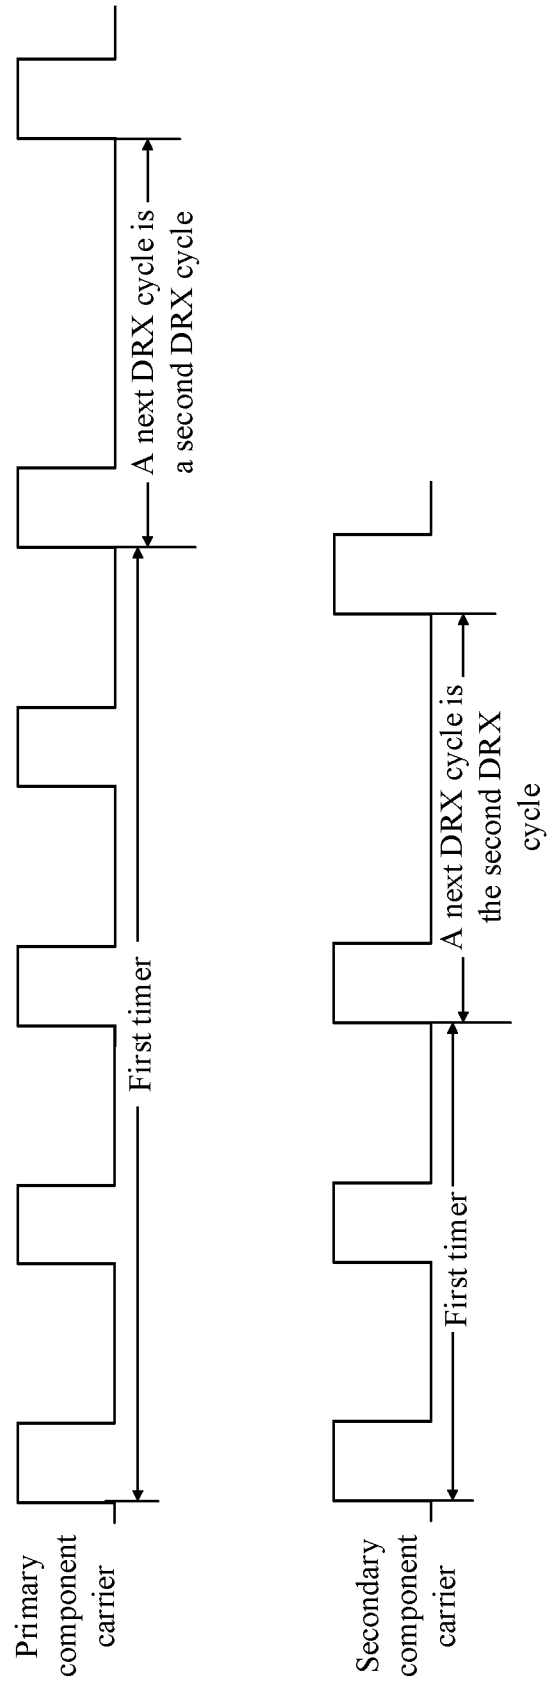 Primary
component
carrier
First timer
A next DRX cycle is
a second DRX cycle
Secondary
component
carrier
First timer
A next DRX cycle is
the second DRX
cycle